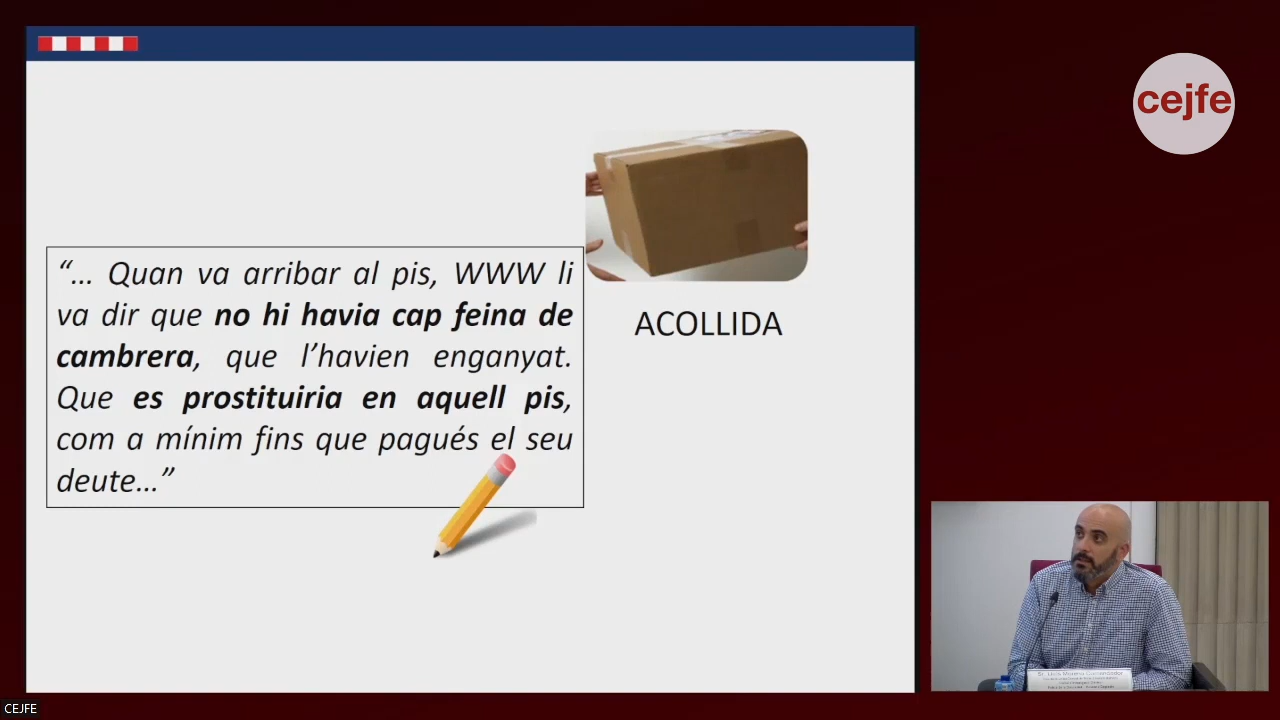 cejfe
“... Quan va arribar al pis, WWW li
va dir que no hi havia cap feina de
cambrera, que l’havien enganyat.
Que es prostituiria en aquell pis,
com a mínim fins que pagués el seu
deute...”
ACOLLIDA
CEJFE